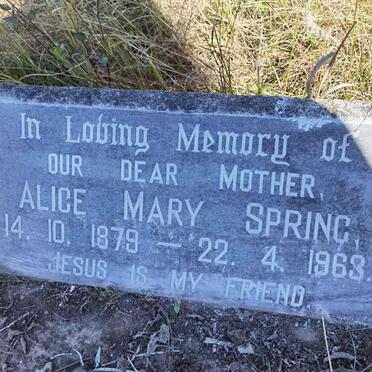 In Loving Memory of
OUR DEAR MOTHER,
ALICE MARY SPRING,
14. 10. 1879 — 22. 4. 1963.
JESUS IS MY FRIEND.